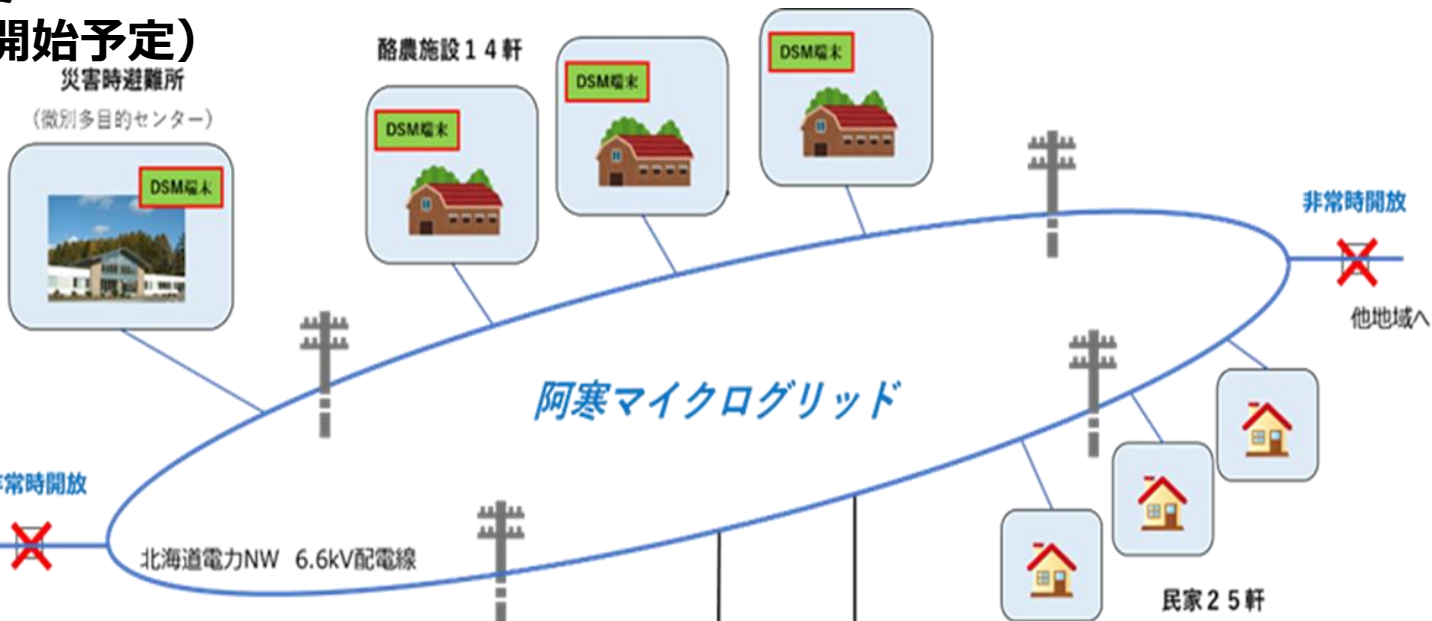 開始予定）
災害時避難所
（徹別多目的センター）
DSM端末
酪農施設１４軒
DSM端末
DSM端末
DSM端末
非常時開放
他地域へ
阿寒マイクログリッド
常時開放
北海道電力NW 6.6kV配電線
民家２５軒